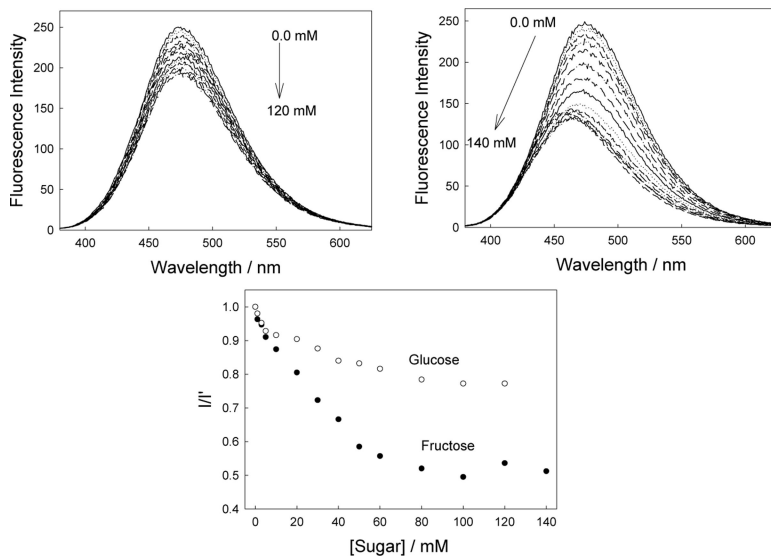 250
200
150
100
50
0
Fluorescence Intensity
0.0 mM
120 mM
400 450 500 550 600
Wavelength / nm
250
200
150
100
50
0
Fluorescence Intensity
0.0 mM
140 mM
400 450 500 550 600
Wavelength / nm
1.0
0.9
0.8
0.7
0.6
0.5
0.4
I/I'
Glucose
Fructose
0 20 40 60 80 100 120 140
[Sugar] / mM